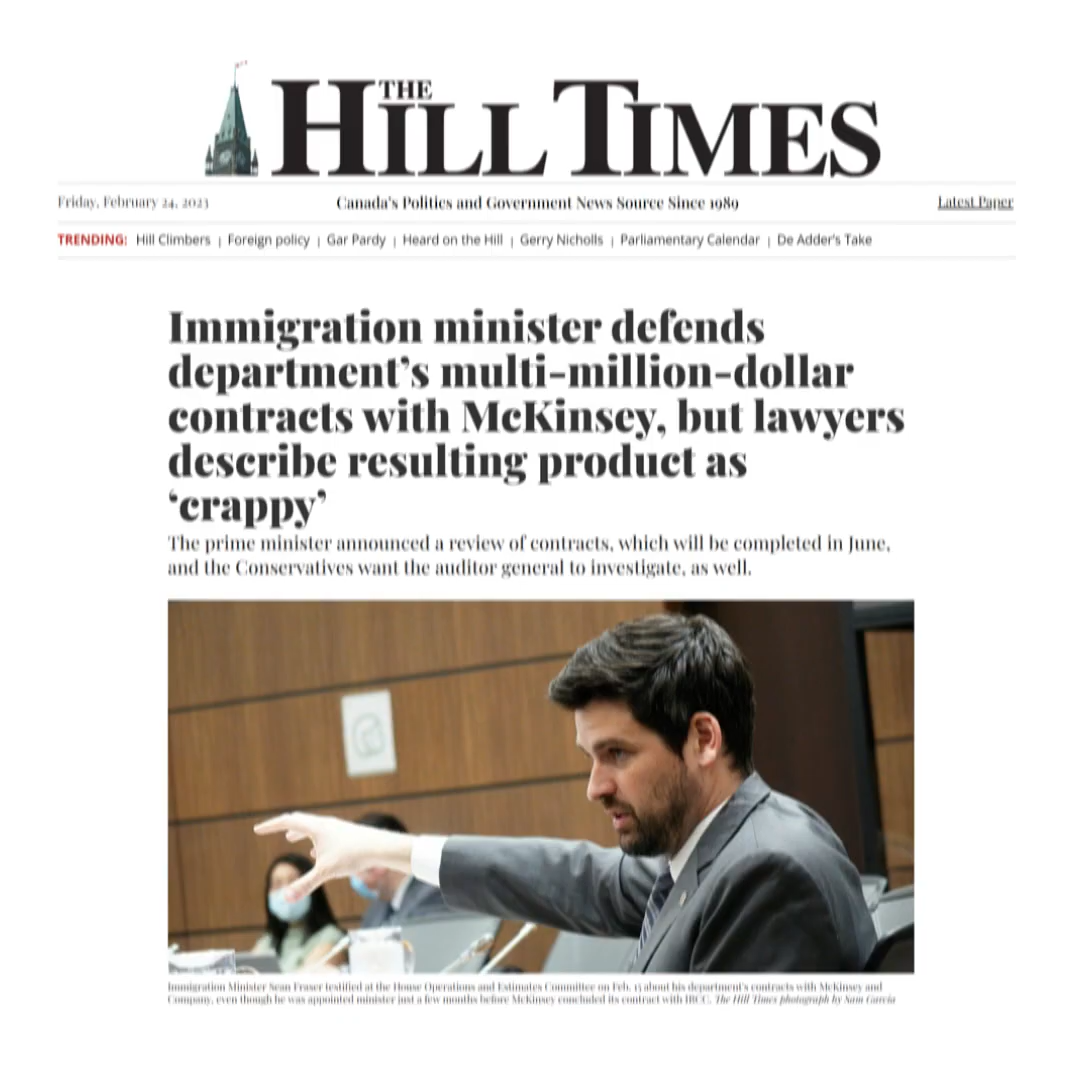 THE
HILL TIMES
Friday, February 24, 2023
Canada's Politics and Government News Source Since 1989
Latest Paper
TRENDING: Hill Climbers | Foreign policy | Gar Pardy | Heard on the Hill | Gerry Nicholls | Parliamentary Calendar | De Adder's Take
Immigration minister defends
department's multi-million-dollar
contracts with McKinsey, but lawyers
describe resulting product as
‘crappy’
The prime minister announced a review of contracts, which will be completed in June,
and the Conservatives want the auditor general to investigate, as well.
Immigration Minister Sean Fraser testified at the House Operations and Estimates Committee on Feb. 15 about his department's contracts with McKinsey and
Company, even though he was appointed minister just a few months before McKinsey concluded its contract with IRCC. The Hill Times photograph by Sam Garcia